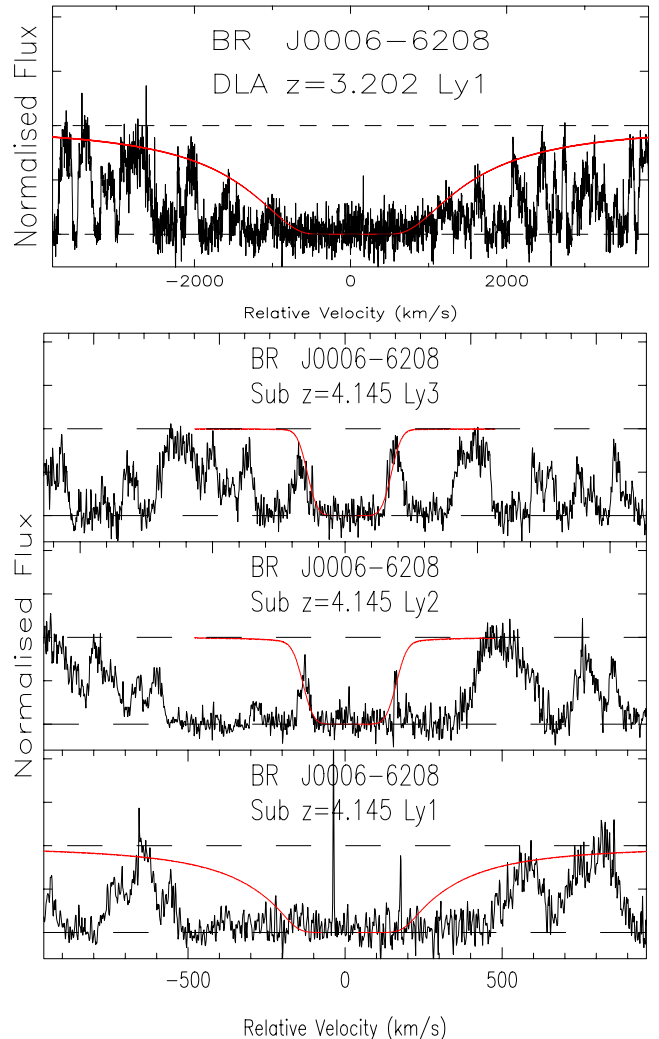 BR J0006-6208
DLA z=3.202 Ly1
Normalised Flux
-2000 0 2000
Relative Velocity (km/s)
BR J0006-6208
Sub z=4.145 Ly3
BR J0006-6208
Sub z=4.145 Ly2
Normalised Flux
BR J0006-6208
Sub z=4.145 Ly1
-500 0 500
Relative Velocity (km/s)